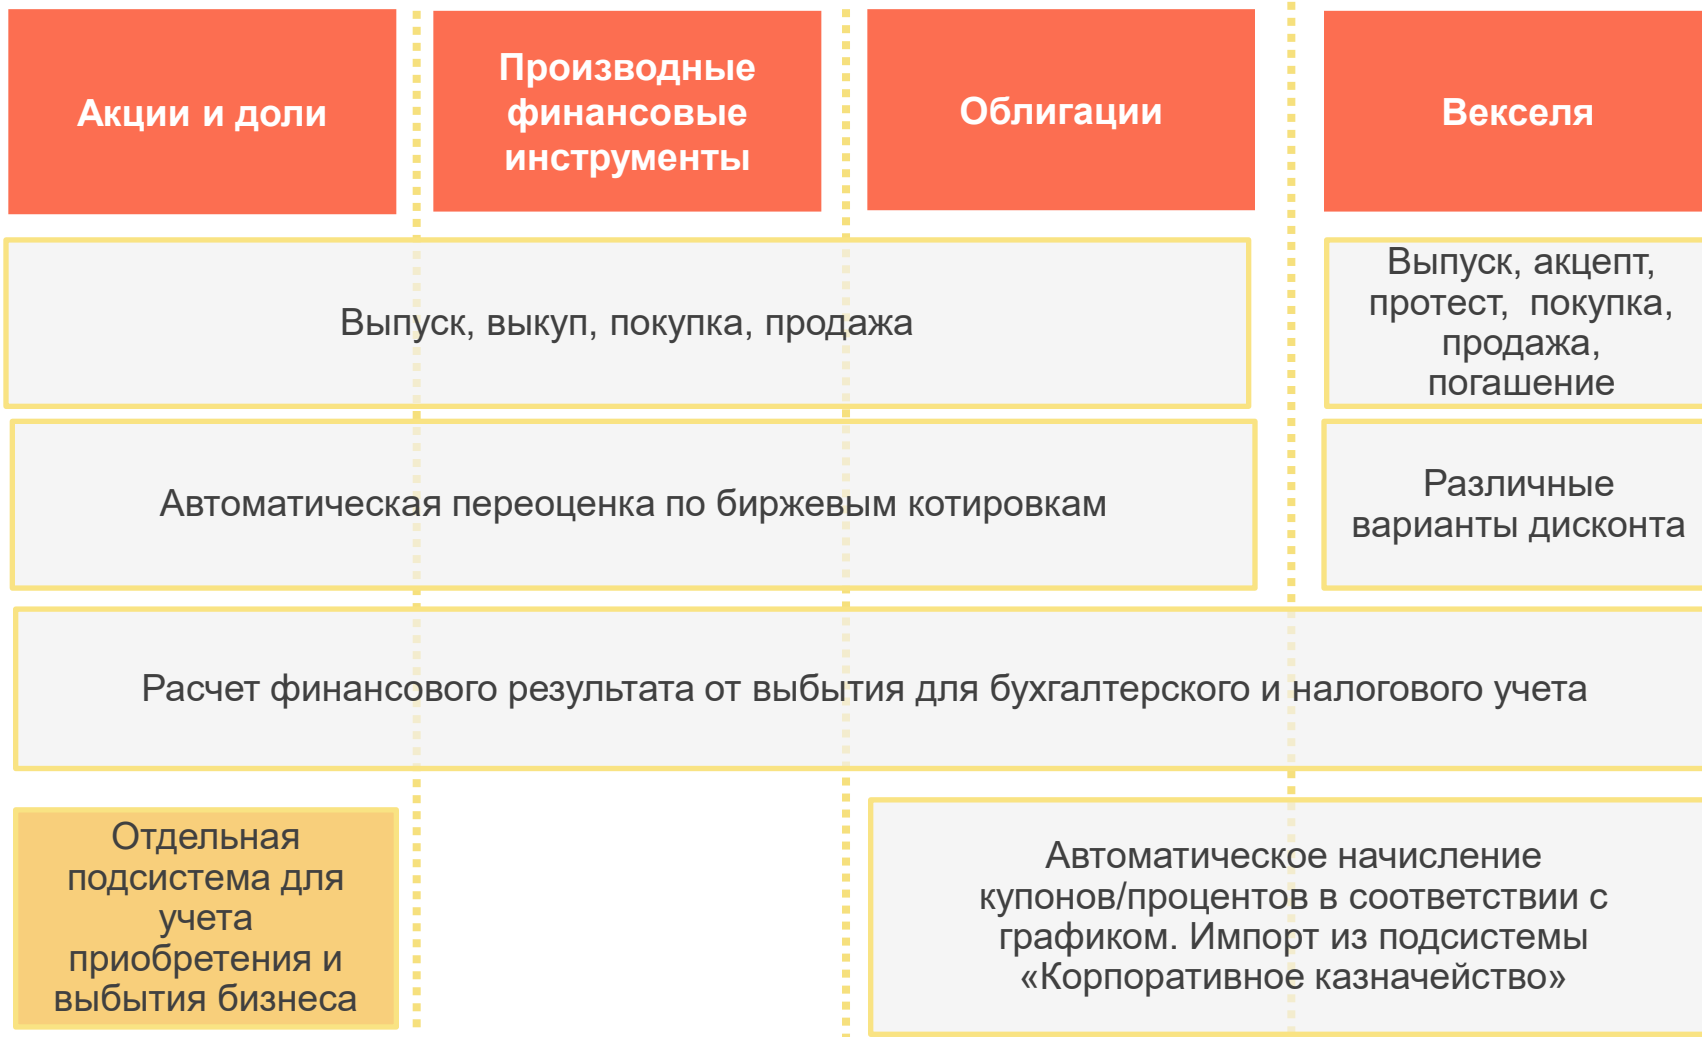 Акции и доли
Производные
финансовые
инструменты
Облигации
Векселя
Выпуск, выкуп, покупка, продажа
Выпуск, акцепт,
протест,  покупка,
продажа,
погашение
Автоматическая переоценка по биржевым котировкам
Различные
варианты дисконта
Расчет финансового результата от выбытия для бухгалтерского и налогового учета
Отдельная
подсистема для
учета
приобретения и
выбытия бизнеса
Автоматическое начисление
купонов/процентов в соответствии с
графиком. Импорт из подсистемы
«Корпоративное казначейство»